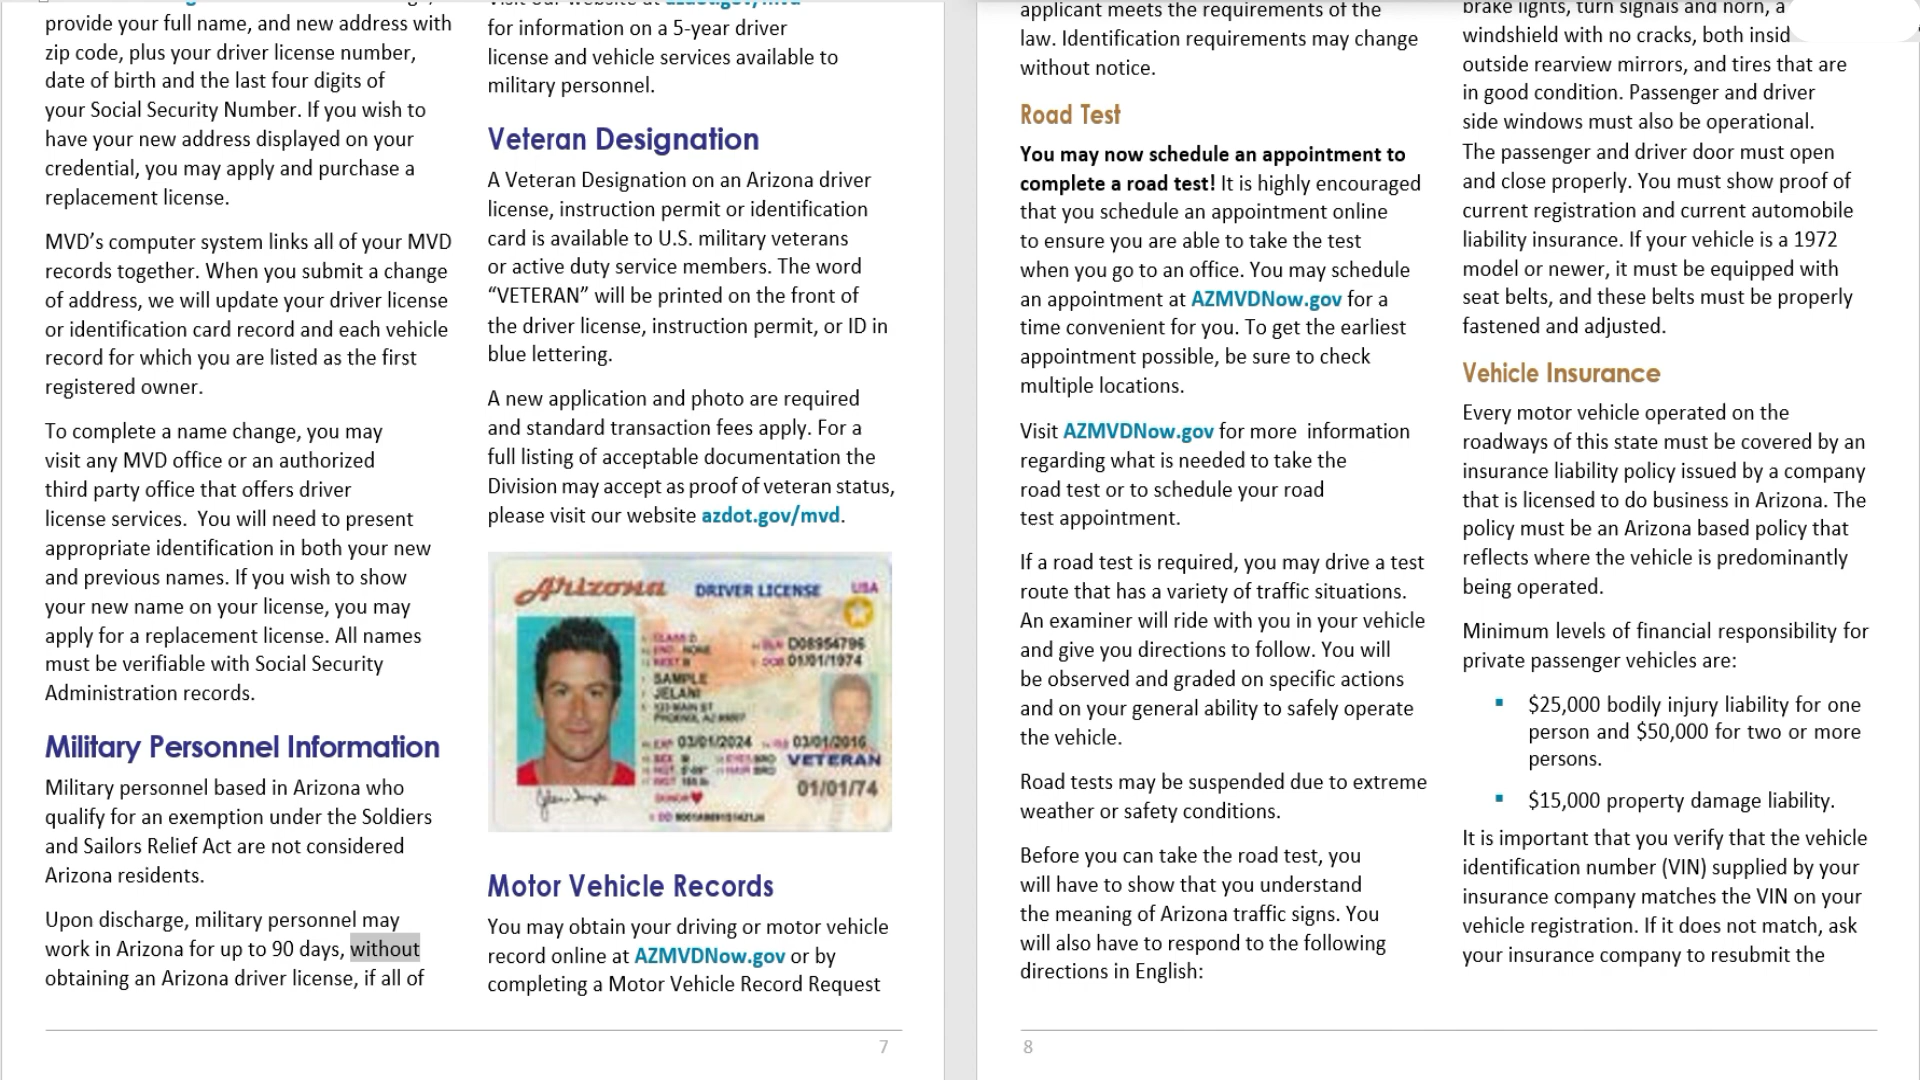 provide your full name, and new address with
zip code, plus your driver license number,
date of birth and the last four digits of
your Social Security Number. If you wish to
have your new address displayed on your
credential, you may apply and purchase a
replacement license.
MVD’s computer system links all of your MVD
records together. When you submit a change
of address, we will update your driver license
or identification card record and each vehicle
record for which you are listed as the first
registered owner.
To complete a name change, you may
visit any MVD office or an authorized
third party office that offers driver
license services.  You will need to present
appropriate identification in both your new
and previous names. If you wish to show
your new name on your license, you may
apply for a replacement license. All names
must be verifiable with Social Security
Administration records.
Military Personnel Information
Military personnel based in Arizona who
qualify for an exemption under the Soldiers
and Sailors Relief Act are not considered
Arizona residents.
Upon discharge, military personnel may
work in Arizona for up to 90 days, without
obtaining an Arizona driver license, if all of
for information on a 5-year driver
license and vehicle services available to
military personnel.
Veteran Designation
A Veteran Designation on an Arizona driver
license, instruction permit or identification
card is available to U.S. military veterans
or active duty service members. The word
“VETERAN” will be printed on the front of
the driver license, instruction permit, or ID in
blue lettering.
A new application and photo are required
and standard transaction fees apply. For a
full listing of acceptable documentation the
Division may accept as proof of veteran status,
please visit our website azdot.gov/mvd.
Arizona DRIVER LICENSE USA
CLASS D D08954796
NONE DOB 01/01/1974
SAMPLE
JELANI
123 MAIN ST
PHOENIX, AZ
EXP 03/01/2024 03/01/2016
VETERAN
01/01/74
DONOR
Motor Vehicle Records
You may obtain your driving or motor vehicle
record online at AZMVDNow.gov or by
completing a Motor Vehicle Record Request
7
applicant meets the requirements of the
law. Identification requirements may change
without notice.
Road Test
You may now schedule an appointment to
complete a road test! It is highly encouraged
that you schedule an appointment online
to ensure you are able to take the test
when you go to an office. You may schedule
an appointment at AZMVDNow.gov for a
time convenient for you. To get the earliest
appointment possible, be sure to check
multiple locations.
Visit AZMVDNow.gov for more  information
regarding what is needed to take the
road test or to schedule your road
test appointment.
If a road test is required, you may drive a test
route that has a variety of traffic situations.
An examiner will ride with you in your vehicle
and give you directions to follow. You will
be observed and graded on specific actions
and on your general ability to safely operate
the vehicle.
Road tests may be suspended due to extreme
weather or safety conditions.
Before you can take the road test, you
will have to show that you understand
the meaning of Arizona traffic signs. You
will also have to respond to the following
directions in English:
brake lights, turn signals and horn, a
windshield with no cracks, both insid
outside rearview mirrors, and tires that are
in good condition. Passenger and driver
side windows must also be operational.
The passenger and driver door must open
and close properly. You must show proof of
current registration and current automobile
liability insurance. If your vehicle is a 1972
model or newer, it must be equipped with
seat belts, and these belts must be properly
fastened and adjusted.
Vehicle Insurance
Every motor vehicle operated on the
roadways of this state must be covered by an
insurance liability policy issued by a company
that is licensed to do business in Arizona. The
policy must be an Arizona based policy that
reflects where the vehicle is predominantly
being operated.
Minimum levels of financial responsibility for
private passenger vehicles are:
▪ $25,000 bodily injury liability for one
person and $50,000 for two or more
persons.
▪ $15,000 property damage liability.
It is important that you verify that the vehicle
identification number (VIN) supplied by your
insurance company matches the VIN on your
vehicle registration. If it does not match, ask
your insurance company to resubmit the
8